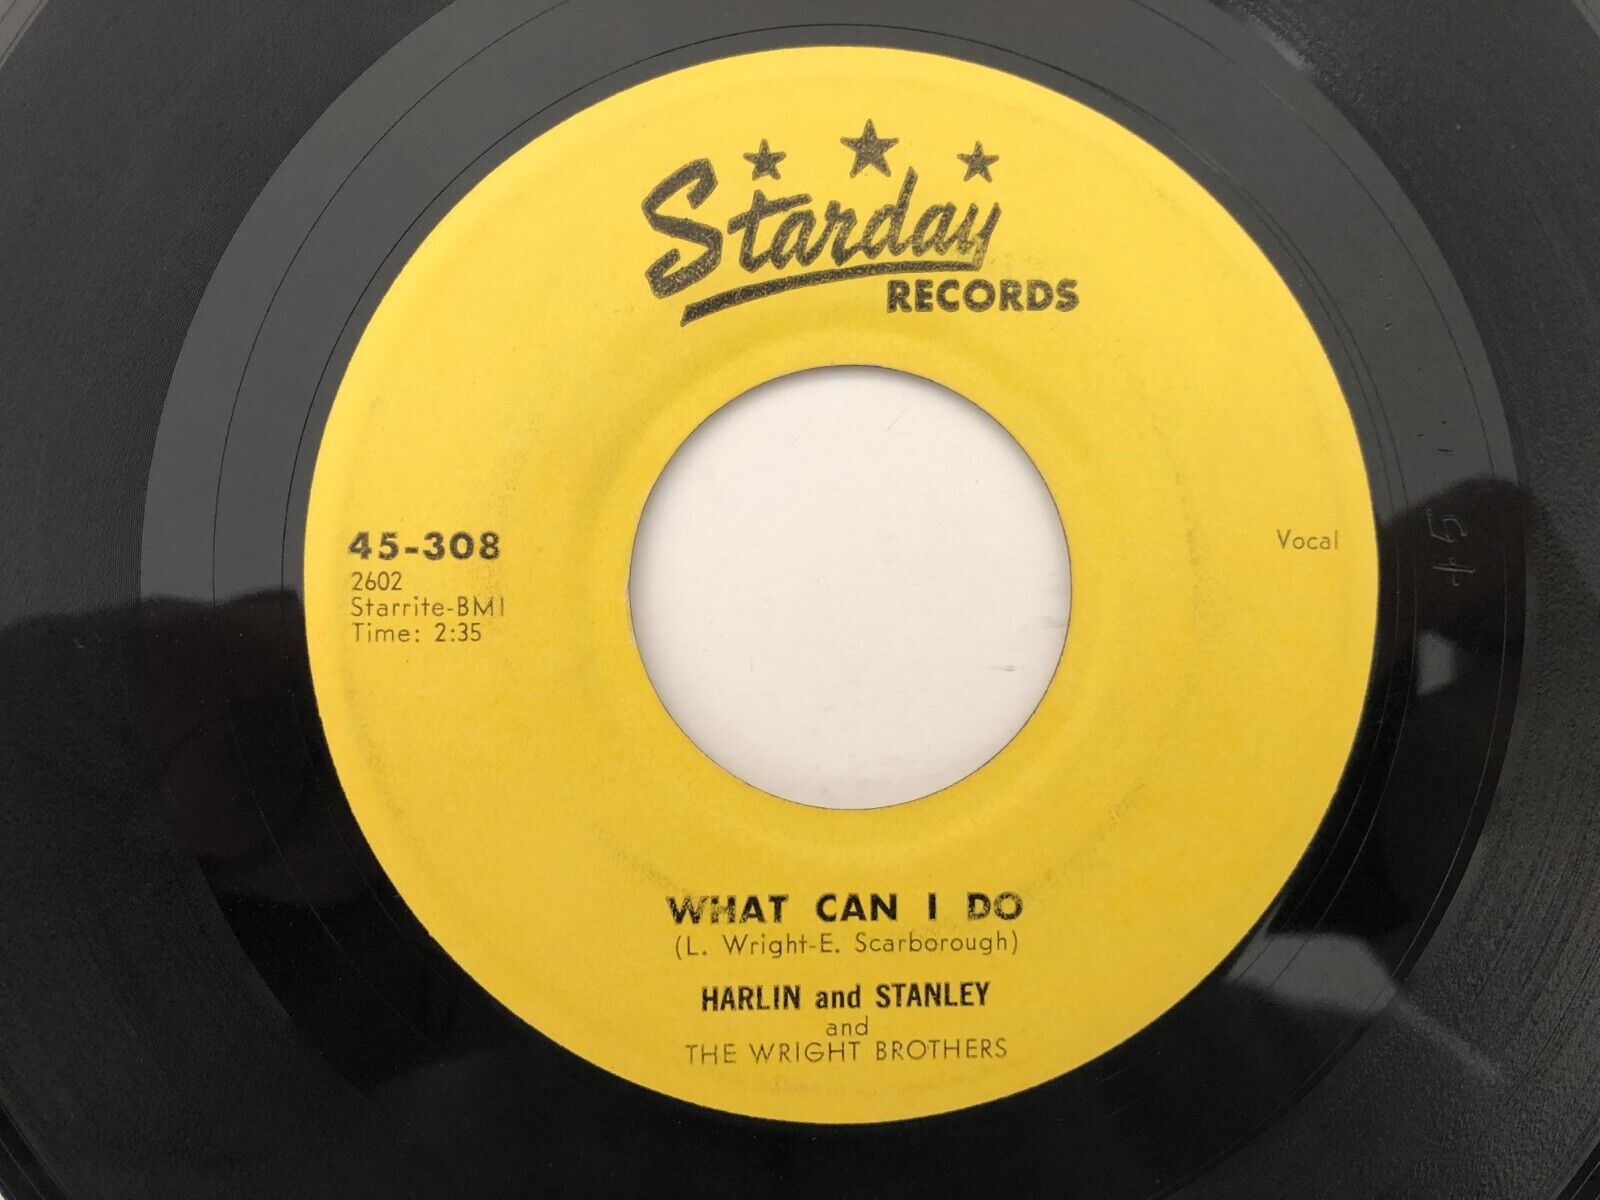 Starday
RECORDS
45-308
2602
Starrite-BMI
Time: 2:35
Vocal
WHAT CAN I DO
(L. Wright-E. Scarborough)
HARLIN and STANLEY
and
THE WRIGHT BROTHERS